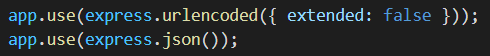 app.use(express.urlencoded({ extended: false }));
app.use(express.json());